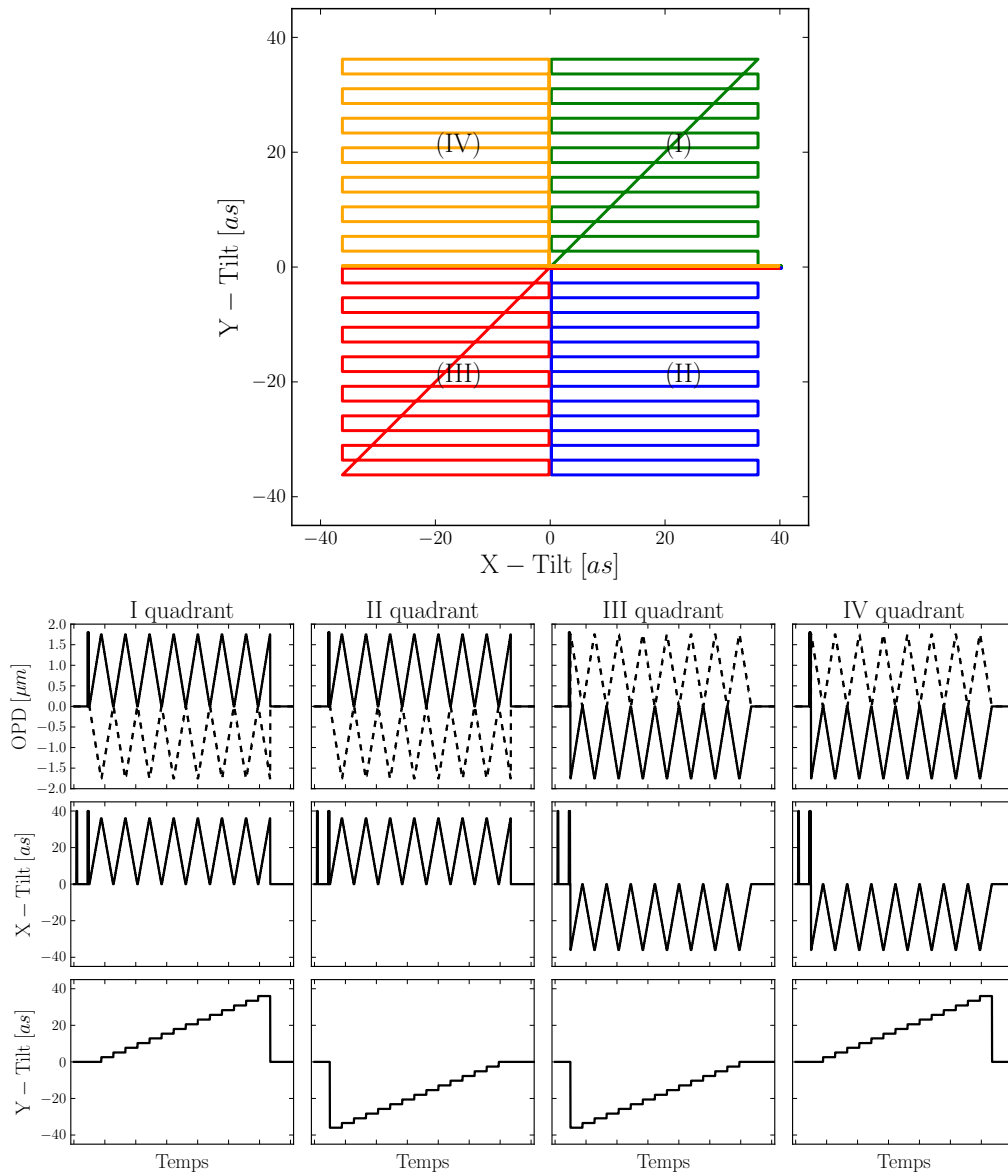 40
20
0
−20
−40
Y − Tilt [as]
(IV)
(I)
(III)
(II)
−40
−20
0
20
40
X − Tilt [as]
I quadrant
II quadrant
III quadrant
IV quadrant
2.0
1.5
1.0
0.5
0.0
−0.5
−1.0
−1.5
−2.0
OPD [μm]
40
20
0
−20
−40
X − Tilt [as]
40
20
0
−20
−40
Y − Tilt [as]
Temps
Temps
Temps
Temps